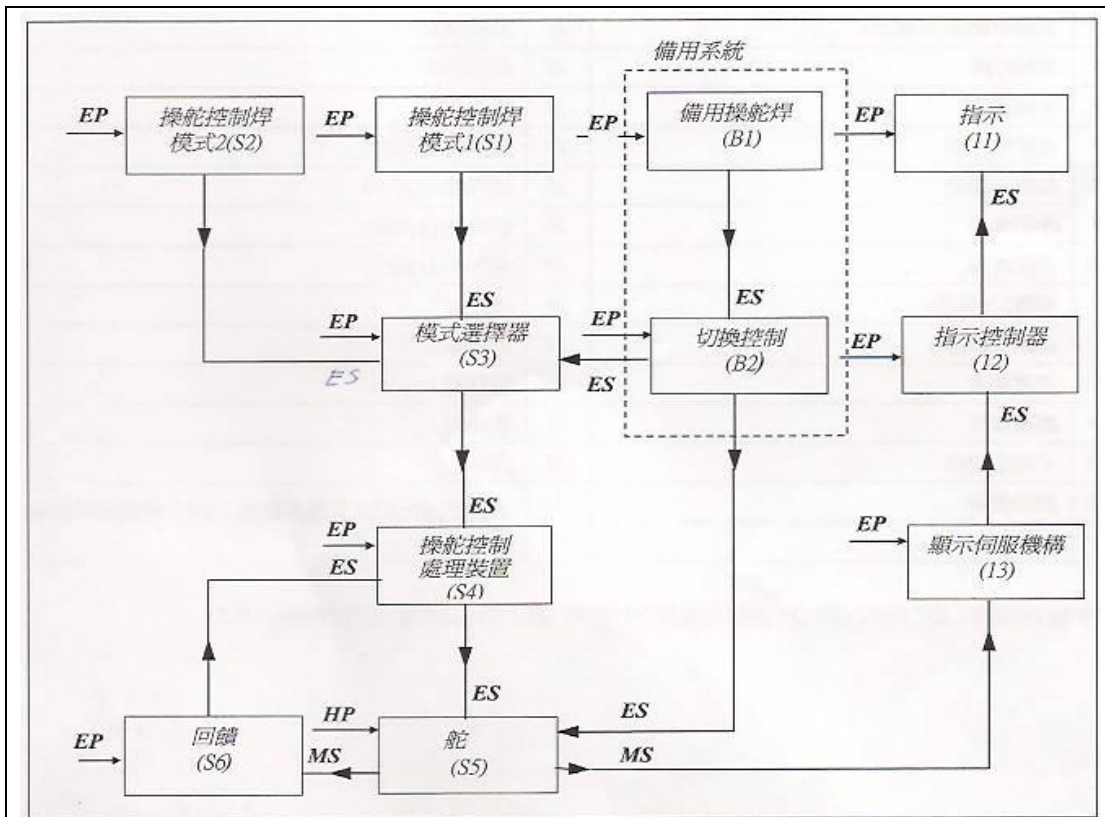 備用系統
EP
操舵控制焊
模式2(S2)
EP
操舵控制焊
模式1(S1)
EP
備用操舵焊
(B1)
EP
指示
(11)
ES
ES
ES
EP
模式選擇器
(S3)
EP
切換控制
(B2)
EP
指示控制器
(12)
ES
ES
ES
ES
EP
操舵控制
處理裝置
(S4)
ES
EP
顯示伺服機構
(13)
ES
HP
ES
EP
回饋
(S6)
MS
舵
(S5)
MS